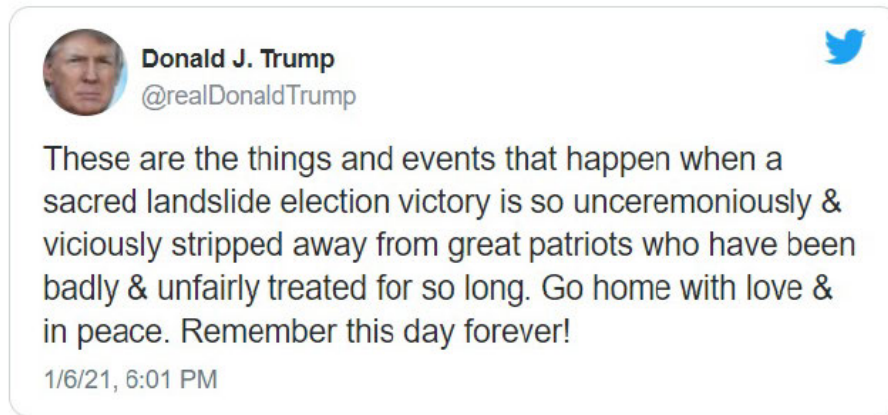 Donald J. Trump
@realDonaldTrump
These are the things and events that happen when a
sacred landslide election victory is so unceremoniously &
viciously stripped away from great patriots who have been
badly & unfairly treated for so long. Go home with love &
in peace. Remember this day forever!
1/6/21, 6:01 PM